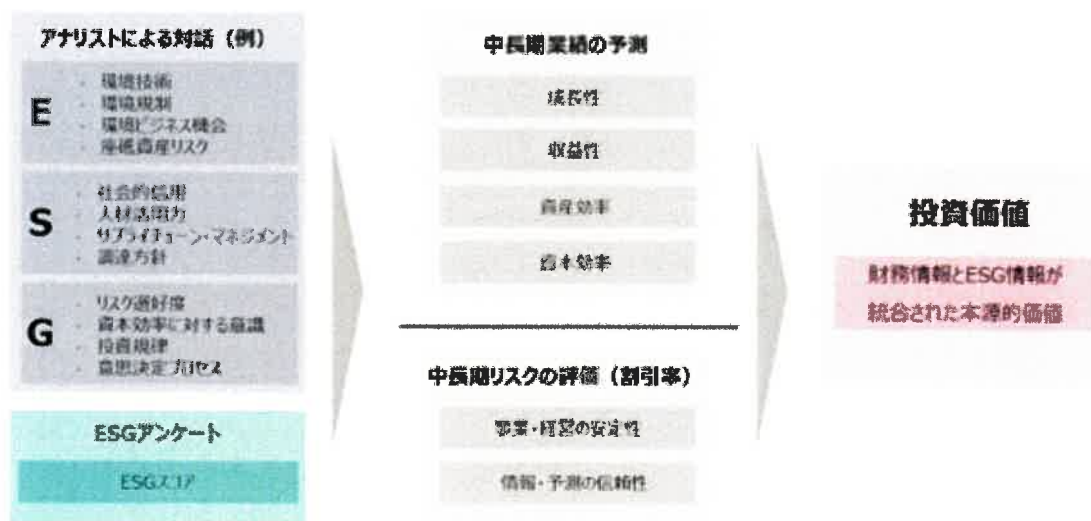 アナリストによる対話（例）
E
- 環境技術
- 環境規制
- 環境ビジネス機会
- 座礁資産リスク
S
- 社会的信用
- 人材活用力
- サプライチェーン・マネジメント
- 調達方針
G
- リスク選好度
- 資本効率に対する意識
- 投資規律
- 意思決定プロセス
ESGアンケート
ESGスコア
中長期業績の予測
成長性
収益性
資産効率
資本効率
中長期リスクの評価（割引率）
事業・経営の安定性
情報・予測の信頼性
投資価値
財務情報とESG情報が
統合された本源的価値